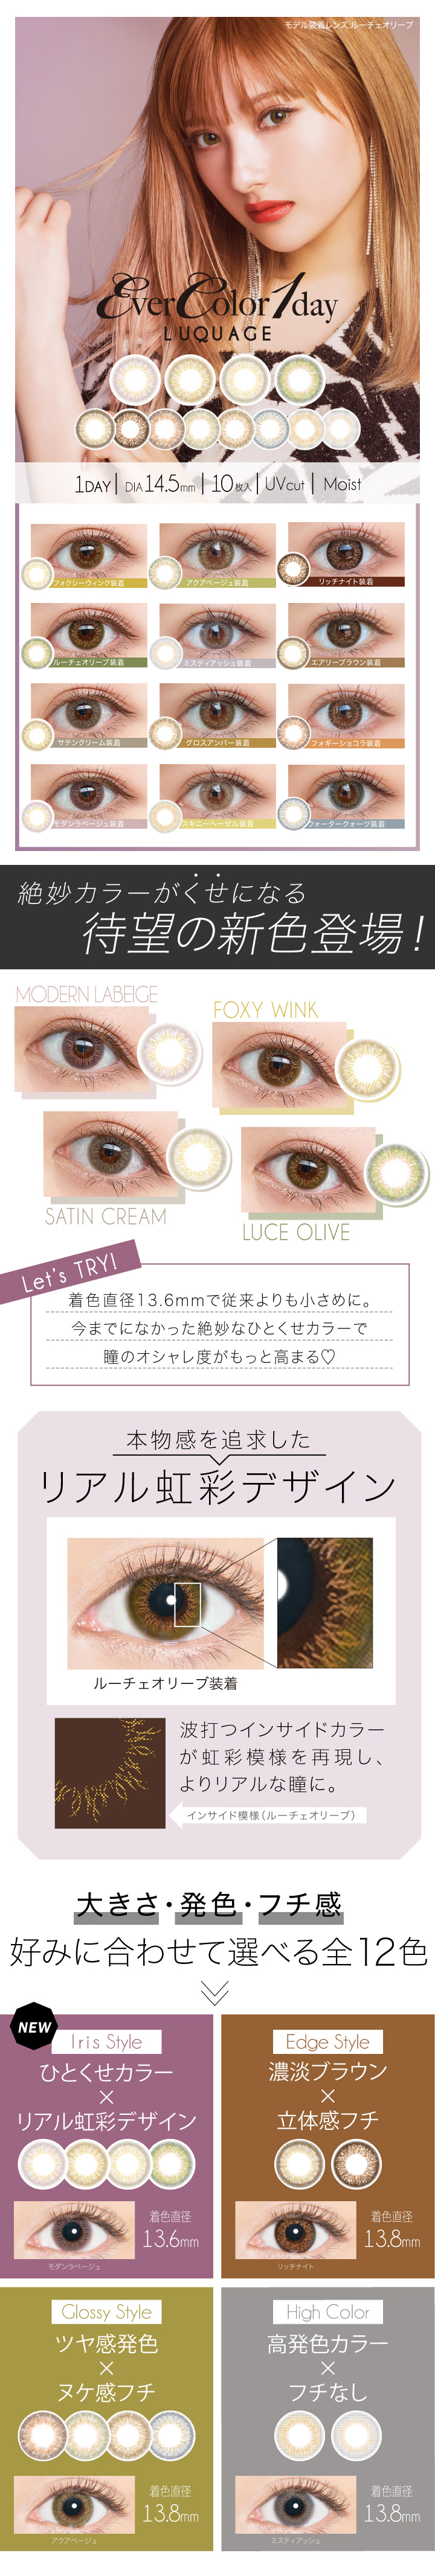 モデル装着レンズ:ルーチェオリーブ
EverColor1day
LUQUAGE
1DAY | DIA14.5mm | 10枚入 | UVcut | Moist
フォクシーウィンク装着
アクアベージュ装着
リッチナイト装着
ルーチェオリーブ装着
ミスティアッシュ装着
エアリーブラウン装着
サテンクリーム装着
グロスアンバー装着
フォギーショコラ装着
モダンラベージュ装着
スキニーヘーゼル装着
ウォータークォーツ装着
絶妙カラーがくせになる
待望の新色登場!
MODERN LABEIGE
FOXY WINK
SATIN CREAM
LUCE OLIVE
Let's TRY!
着色直径13.6mmで従来よりも小さめに。
今までになかった絶妙なひとくせカラーで
瞳のオシャレ度がもっと高まる♡
本物感を追求した
リアル虹彩デザイン
ルーチェオリーブ装着
波打つインサイドカラー
が虹彩模様を再現し、
よりリアルな瞳に。
インサイド模様(ルーチェオリーブ)
大きさ・発色・フチ感
好みに合わせて選べる全12色
NEW
Iris Style
ひとくせカラー
×
リアル虹彩デザイン
着色直径
13.6mm
モダンラベージュ
Edge Style
濃淡ブラウン
×
立体感フチ
着色直径
13.8mm
リッチナイト
Glossy Style
ツヤ感発色
×
ヌケ感フチ
着色直径
13.8mm
アクアベージュ
High Color
高発色カラー
×
フチなし
着色直径
13.8mm
ミスティアッシュ